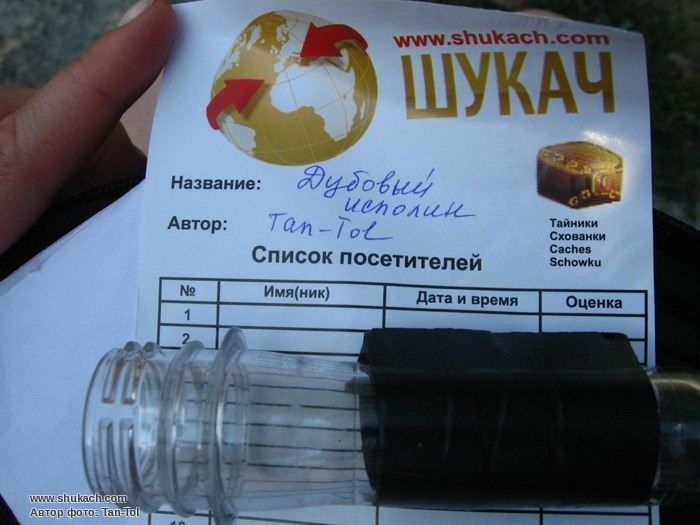 www.shukach.com
ШУКАЧ
Название: Дубовый
исполин
Автор: Tan-Tol
Тайники
Схованки
Caches
Schowku
Список посетителей
№ Имя(ник) Дата и время Оценка
1
2
10
www.shukach.com
Автор фото: Tan-Tol